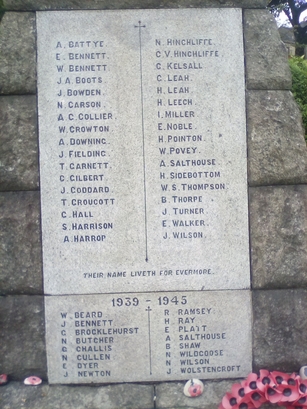 A. BATTYE.
E. BENNETT.
W. BENNETT.
J.A. BOOTS.
J. BOWDEN.
N. CARSON.
A.C. COLLIER.
W. CROWTON.
A. DOWNING.
J. FIELDING.
T. GARNETT.
C. GILBERT.
J. GODDARD.
T. GROUCOTT.
C. HALL.
S. HARRISON.
A. HARROP.
N. HINCHLIFFE.
C.V. HINCHLIFFE.
C. KELSALL.
G. LEAH.
H. LEAH.
H. LEECH.
I. MILLER.
E. NOBLE.
H. POINTON.
W. POVEY.
A. SALTHOUSE.
H. SIDEBOTTOM.
W.S. THOMPSON.
B. THORPE.
J. TURNER.
E. WALKER.
J. WILSON.
THEIR NAME LIVETH FOR EVERMORE.
1939 - 1945
W. BEARD
J BENNETT
G BROCKLEHURST
N BUTCHER
D CHALLIS
N CULLEN
E DYER
J NEWTON
R RAMSEY
H RAY
E PLATT
A SALTHOUSE
B SHAW
N WILDGOOSE
N WILSON
J WOLSTENCROFT